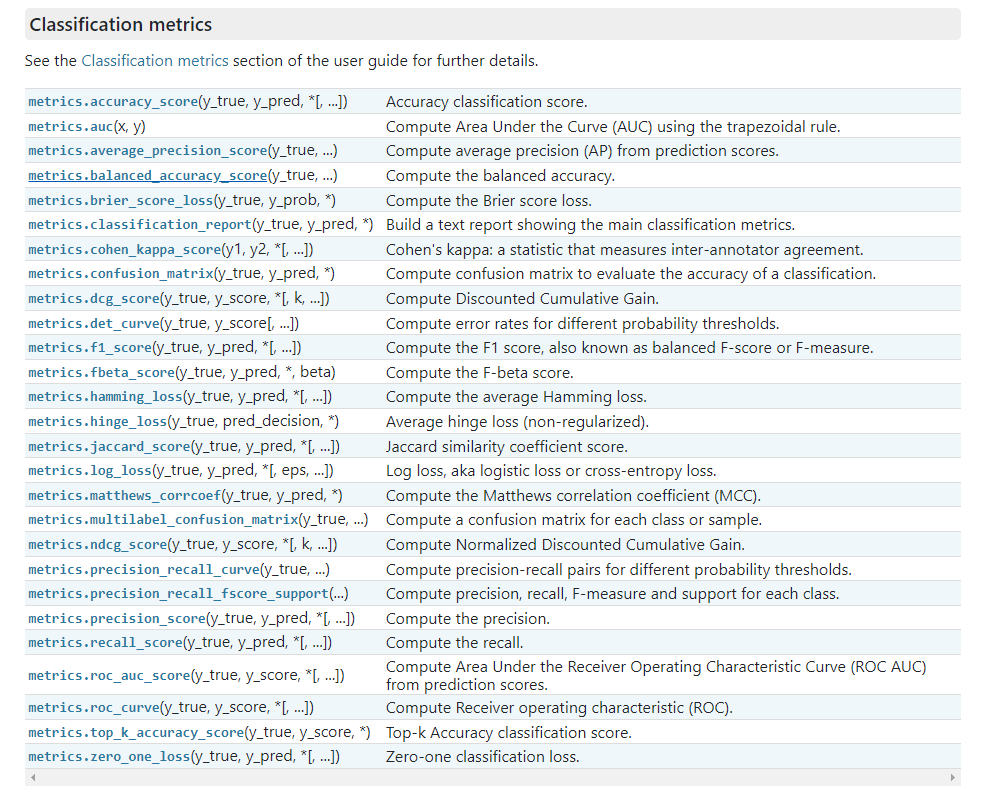 Classification metrics
See the Classification metrics section of the user guide for further details.
metrics.accuracy_score(y_true, y_pred, *[, ...]) Accuracy classification score.
metrics.auc(x, y) Compute Area Under the Curve (AUC) using the trapezoidal rule.
metrics.average_precision_score(y_true, ...) Compute average precision (AP) from prediction scores.
metrics.balanced_accuracy_score(y_true, ...) Compute the balanced accuracy.
metrics.brier_score_loss(y_true, y_prob, *) Compute the Brier score loss.
metrics.classification_report(y_true, y_pred, *) Build a text report showing the main classification metrics.
metrics.cohen_kappa_score(y1, y2, *[, ...]) Cohen's kappa: a statistic that measures inter-annotator agreement.
metrics.confusion_matrix(y_true, y_pred, *) Compute confusion matrix to evaluate the accuracy of a classification.
metrics.dcg_score(y_true, y_score, *[, k, ...]) Compute Discounted Cumulative Gain.
metrics.det_curve(y_true, y_score[, ...]) Compute error rates for different probability thresholds.
metrics.f1_score(y_true, y_pred, *[, ...]) Compute the F1 score, also known as balanced F-score or F-measure.
metrics.fbeta_score(y_true, y_pred, *, beta) Compute the F-beta score.
metrics.hamming_loss(y_true, y_pred, *[, ...]) Compute the average Hamming loss.
metrics.hinge_loss(y_true, pred_decision, *) Average hinge loss (non-regularized).
metrics.jaccard_score(y_true, y_pred, *[, ...]) Jaccard similarity coefficient score.
metrics.log_loss(y_true, y_pred, *[, eps, ...]) Log loss, aka logistic loss or cross-entropy loss.
metrics.matthews_corrcoef(y_true, y_pred, *) Compute the Matthews correlation coefficient (MCC).
metrics.multilabel_confusion_matrix(y_true, ...) Compute a confusion matrix for each class or sample.
metrics.ndcg_score(y_true, y_score, *[, k, ...]) Compute Normalized Discounted Cumulative Gain.
metrics.precision_recall_curve(y_true, ...) Compute precision-recall pairs for different probability thresholds.
metrics.precision_recall_fscore_support(...) Compute precision, recall, F-measure and support for each class.
metrics.precision_score(y_true, y_pred, *[, ...]) Compute the precision.
metrics.recall_score(y_true, y_pred, *[, ...]) Compute the recall.
metrics.roc_auc_score(y_true, y_score, *[, ...]) Compute Area Under the Receiver Operating Characteristic Curve (ROC AUC)
from prediction scores.
metrics.roc_curve(y_true, y_score, *[, ...]) Compute Receiver operating characteristic (ROC).
metrics.top_k_accuracy_score(y_true, y_score, *) Top-k Accuracy classification score.
metrics.zero_one_loss(y_true, y_pred, *[, ...]) Zero-one classification loss.